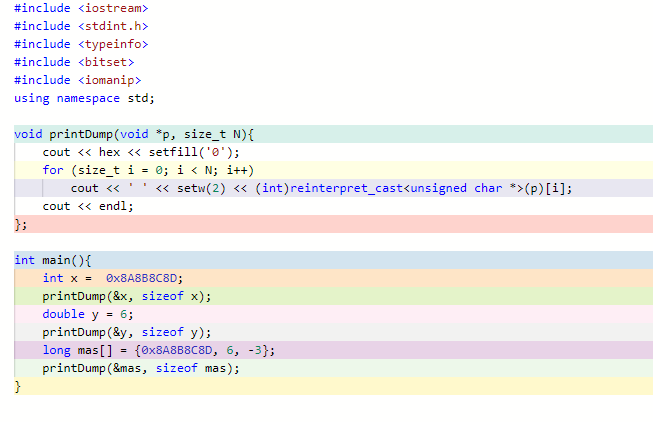 #include <iostream>
#include <stdint.h>
#include <typeinfo>
#include <bitset>
#include <iomanip>
using namespace std;
void printDump(void *p, size_t N){
cout << hex << setfill('0');
for (size_t i = 0; i < N; i++)
cout << ' ' << setw(2) << (int)reinterpret_cast<unsigned char *>(p)[i];
cout << endl;
};
int main(){
int x =  0x8A8B8C8D;
printDump(&x, sizeof x);
double y = 6;
printDump(&y, sizeof y);
long mas[] = {0x8A8B8C8D, 6, -3};
printDump(&mas, sizeof mas);
}